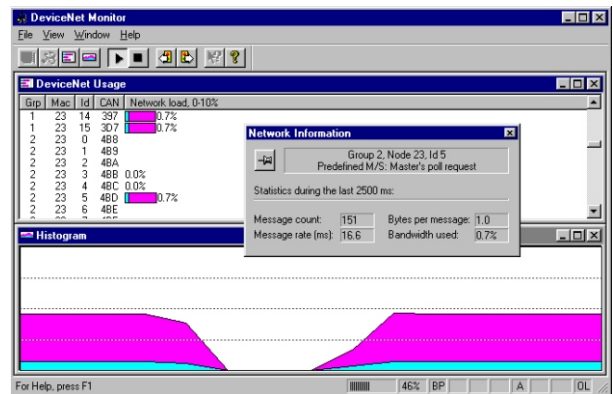 DeviceNet Monitor
File View Window Help
DeviceNet Usage
Grp Mac Id CAN Network load, 0-10%
1 23 14 397 0.7%
1 23 15 3D7 0.7%
2 23 0 4B8
2 23 1 4B9
2 23 2 4BA
2 23 3 4BB 0.0%
2 23 4 4BC 0.0%
2 23 5 4BD 0.7%
2 23 6 4BE
Network Information
Group 2, Node 23, Id 5
Predefined M/S: Master's poll request
Statistics during the last 2500 ms:
Message count: 151 Bytes per message: 1.0
Message rate (ms): 16.6 Bandwidth used: 0.7%
Histogram
For Help, press F1
46% BP A OL